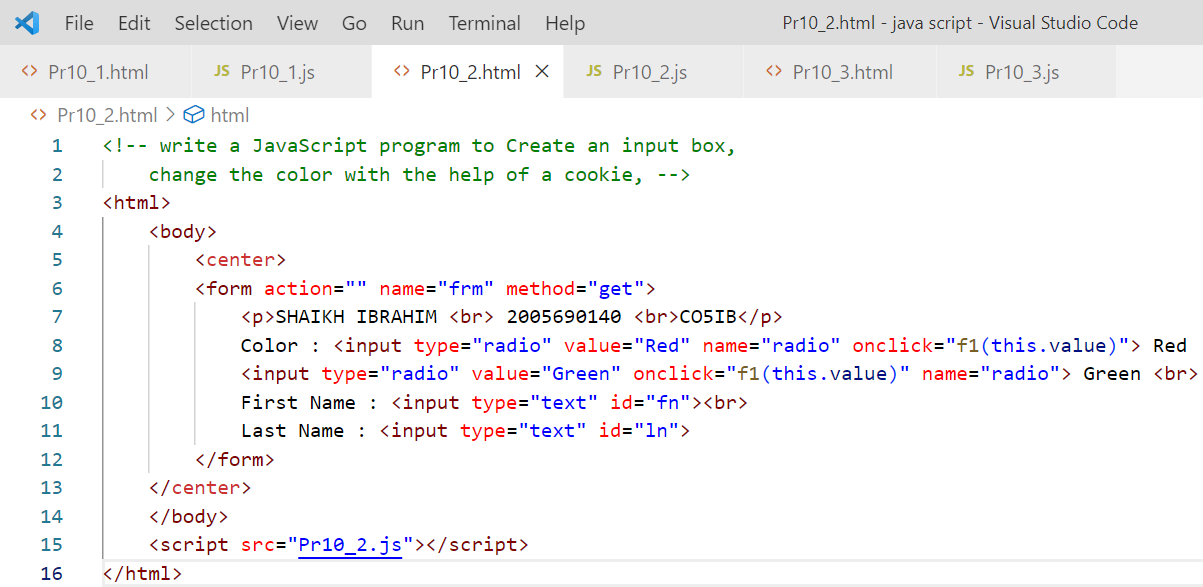 File Edit Selection View Go Run Terminal Help Pr10_2.html - java script - Visual Studio Code
<> Pr10_1.html JS Pr10_1.js <> Pr10_2.html × JS Pr10_2.js <> Pr10_3.html JS Pr10_3.js
<> Pr10_2.html > html
1 <!-- write a JavaScript program to Create an input box,
2 change the color with the help of a cookie, -->
3 <html>
4 <body>
5 <center>
6 <form action="" name="frm" method="get">
7 <p>SHAIKH IBRAHIM <br> 2005690140 <br>CO5IB</p>
8 Color : <input type="radio" value="Red" name="radio" onclick="f1(this.value)"> Red
9 <input type="radio" value="Green" onclick="f1(this.value)" name="radio"> Green <br>
10 First Name : <input type="text" id="fn"><br>
11 Last Name : <input type="text" id="ln">
12 </form>
13 </center>
14 </body>
15 <script src="Pr10_2.js"></script>
16 </html>